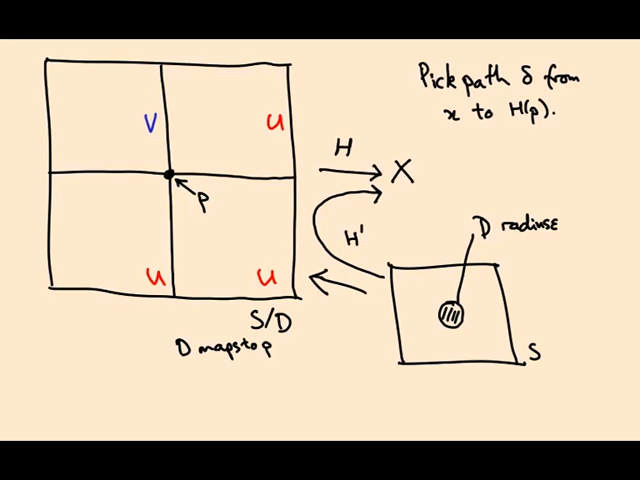 Pick path δ from
x to H(p).
V
U
H
X
P
H'
D radius ε
U
U
S/D
D maps to p
S